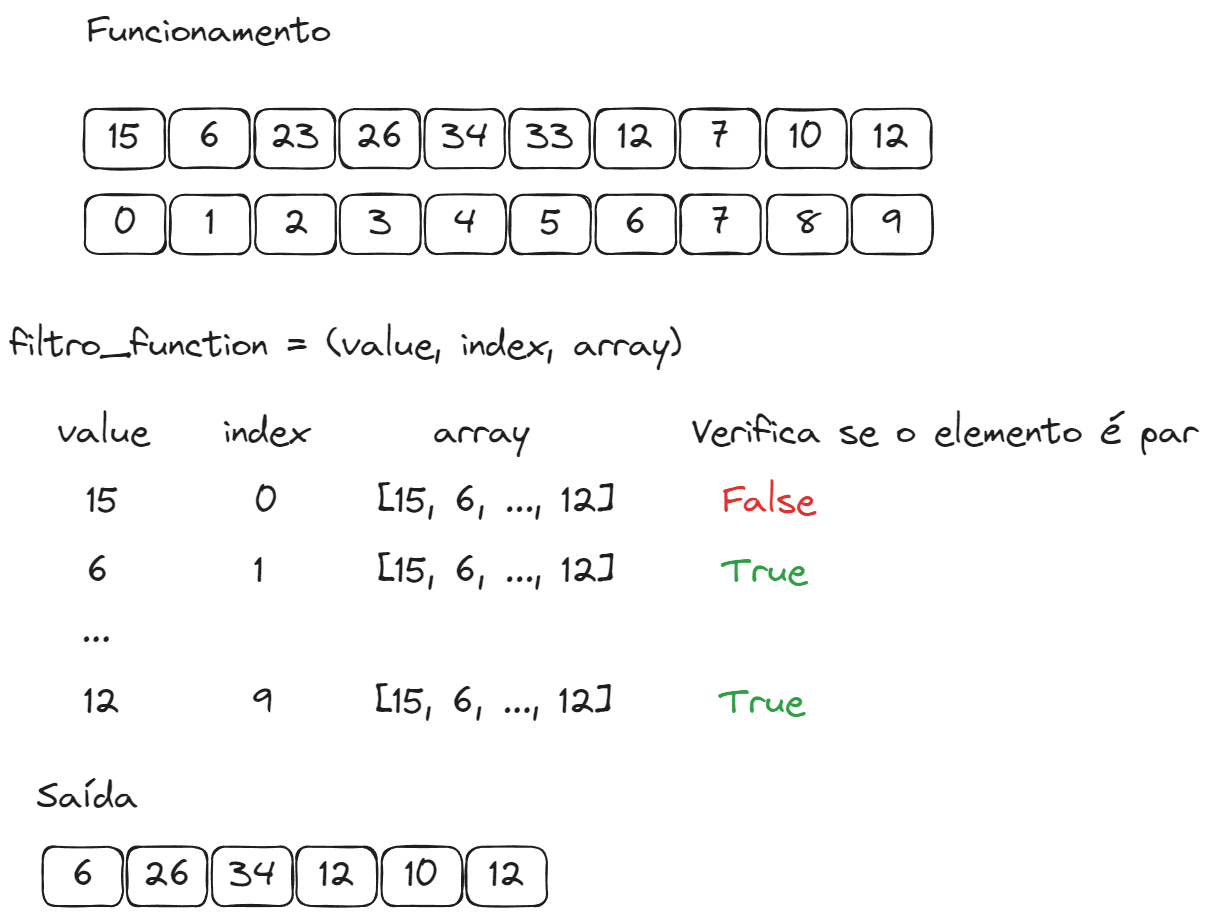 Funcionamento
15 6 23 26 34 33 12 7 10 12
0 1 2 3 4 5 6 7 8 9
filtro_function = (value, index, array)
value index array Verifica se o elemento é par
15 0 [15, 6, ..., 12] False
6 1 [15, 6, ..., 12] True
...
12 9 [15, 6, ..., 12] True
Saída
6 26 34 12 10 12